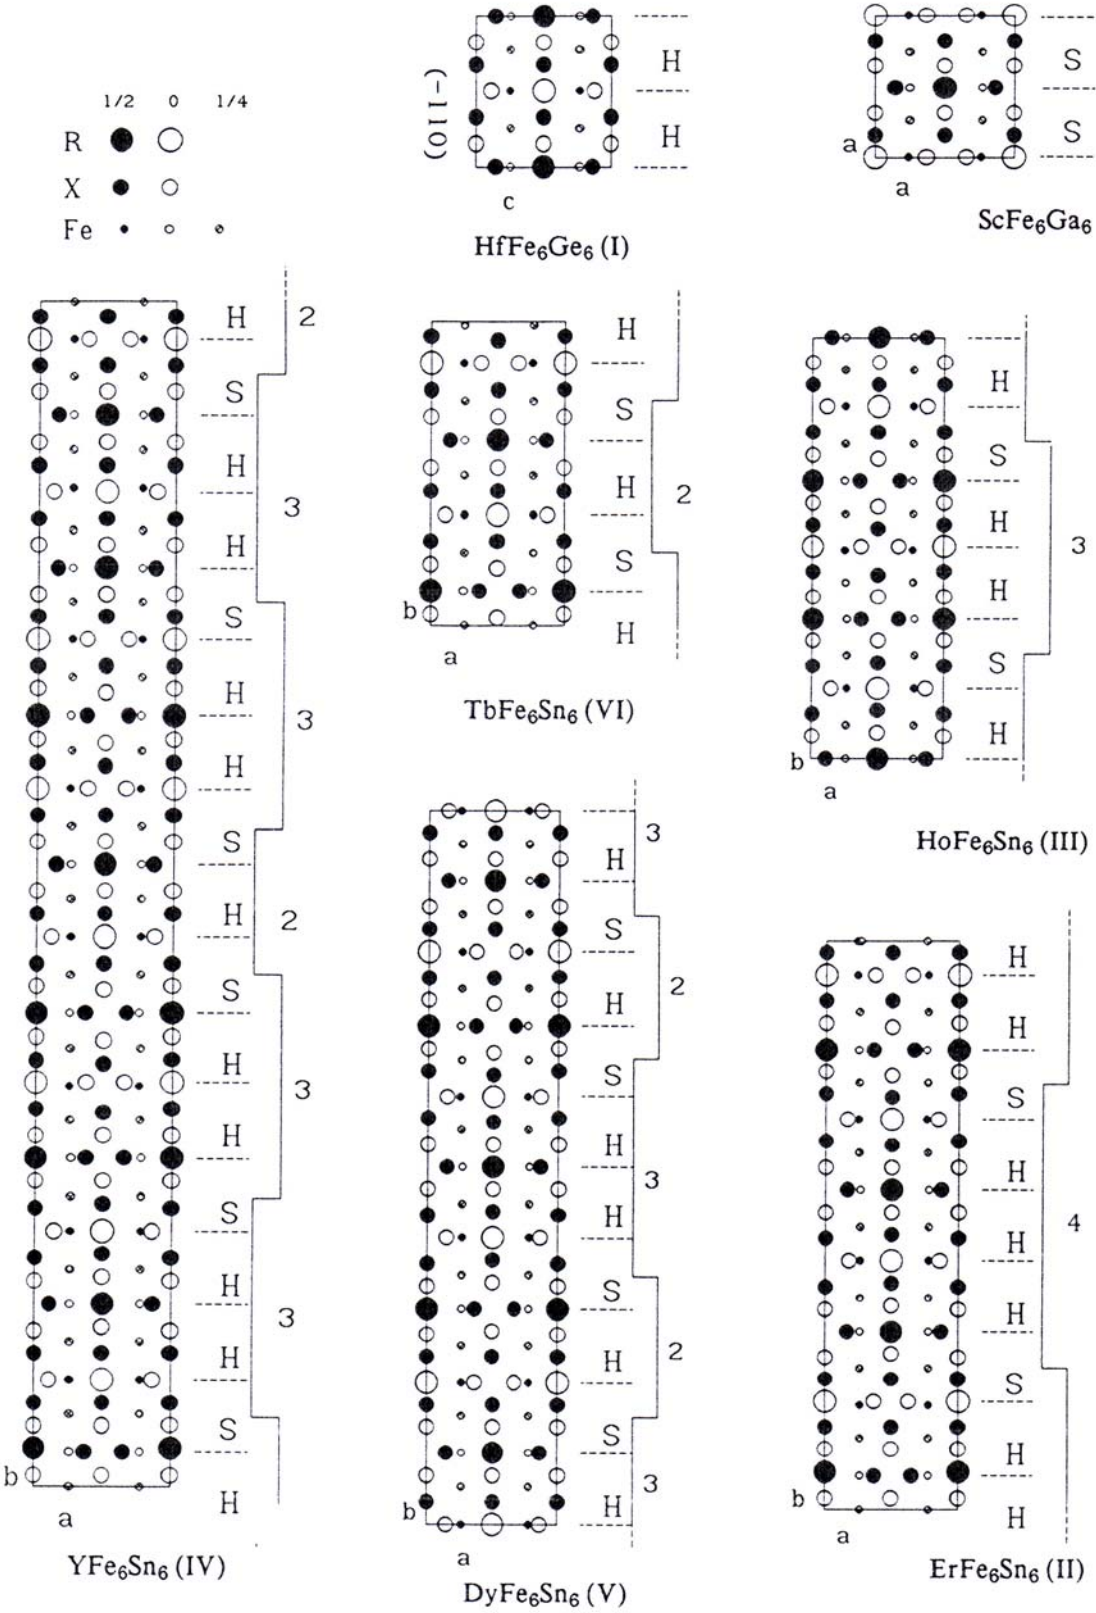 1/2 0 1/4
R
X
Fe
(-110)
H
H
c
HfFe6Ge6 (I)
S
S
a
a
ScFe6Ga6
H
2
S
H
3
H
S
H
3
H
S
H
2
S
H
3
H
S
H
3
H
S
b
H
a
YFe6Sn6 (IV)
H
S
H
2
S
b
H
a
TbFe6Sn6 (VI)
H
S
H
3
H
S
H
b
a
HoFe6Sn6 (III)
3
H
S
2
H
S
H
3
H
S
H
2
S
3
b
H
a
DyFe6Sn6 (V)
H
H
S
H
4
H
H
S
H
b
H
a
ErFe6Sn6 (II)